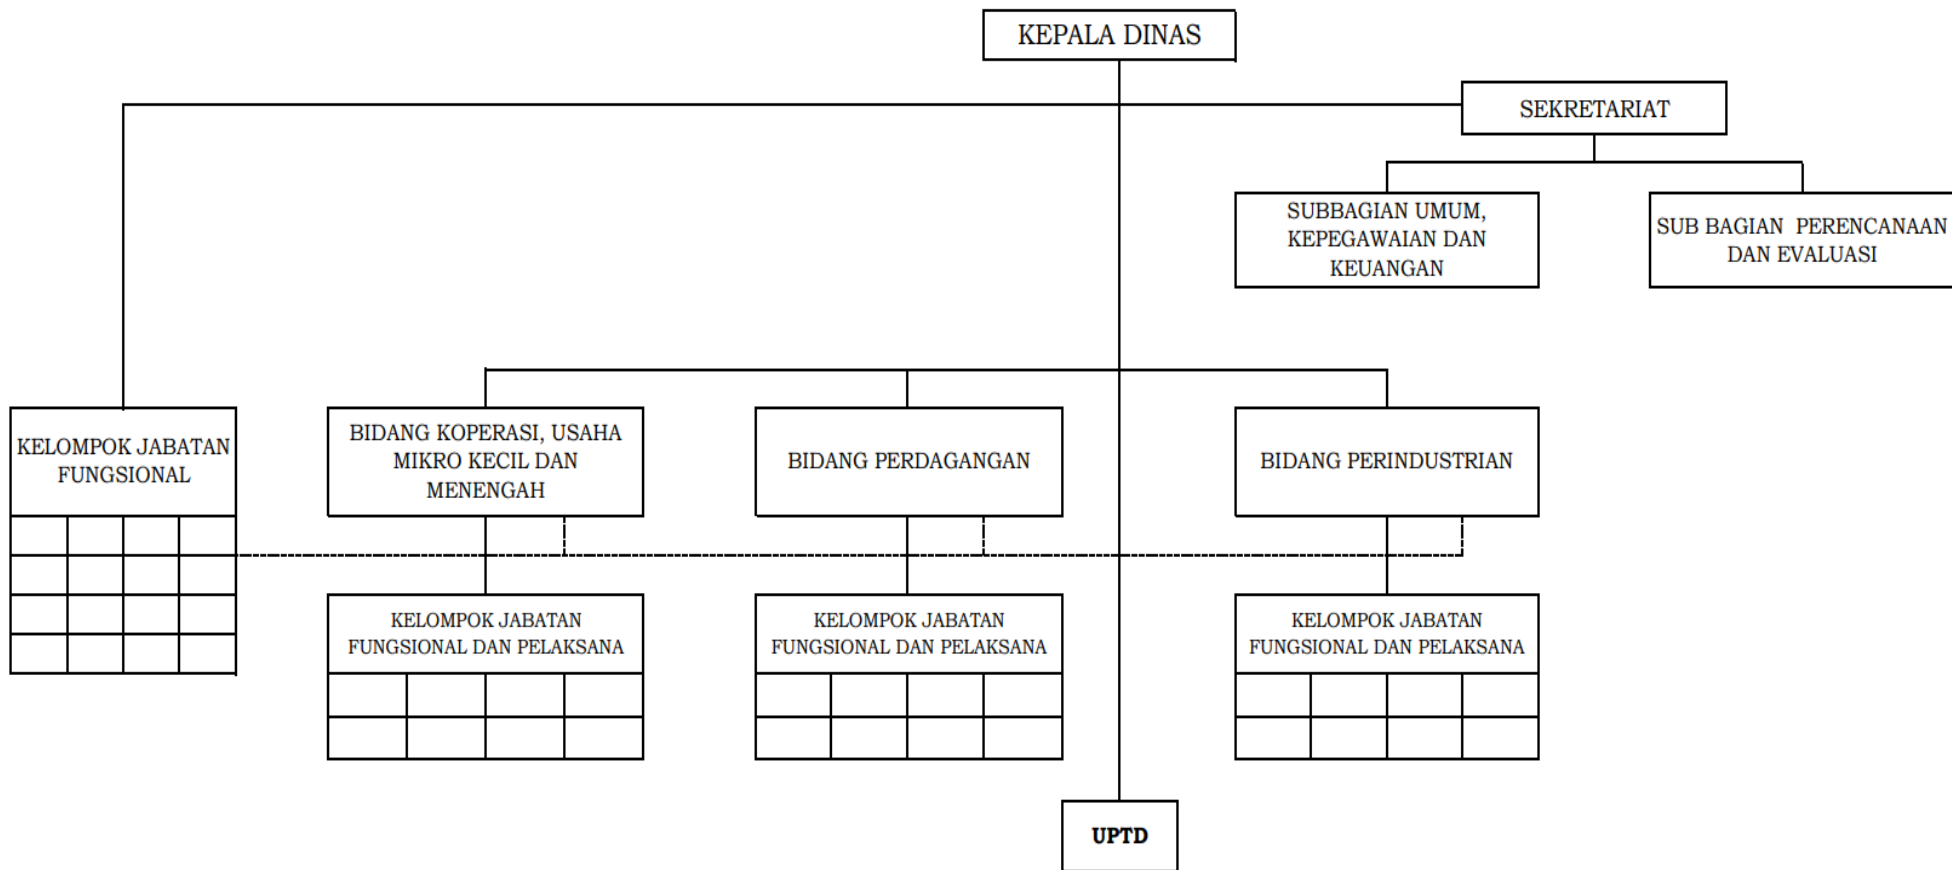 KEPALA DINAS
SEKRETARIAT
SUBBAGIAN UMUM,
KEPEGAWAIAN DAN
KEUANGAN
SUB BAGIAN PERENCANAAN
DAN EVALUASI
KELOMPOK JABATAN
FUNGSIONAL
BIDANG KOPERASI, USAHA
MIKRO KECIL DAN
MENENGAH
BIDANG PERDAGANGAN
BIDANG PERINDUSTRIAN
KELOMPOK JABATAN
FUNGSIONAL DAN PELAKSANA
KELOMPOK JABATAN
FUNGSIONAL DAN PELAKSANA
KELOMPOK JABATAN
FUNGSIONAL DAN PELAKSANA
UPTD